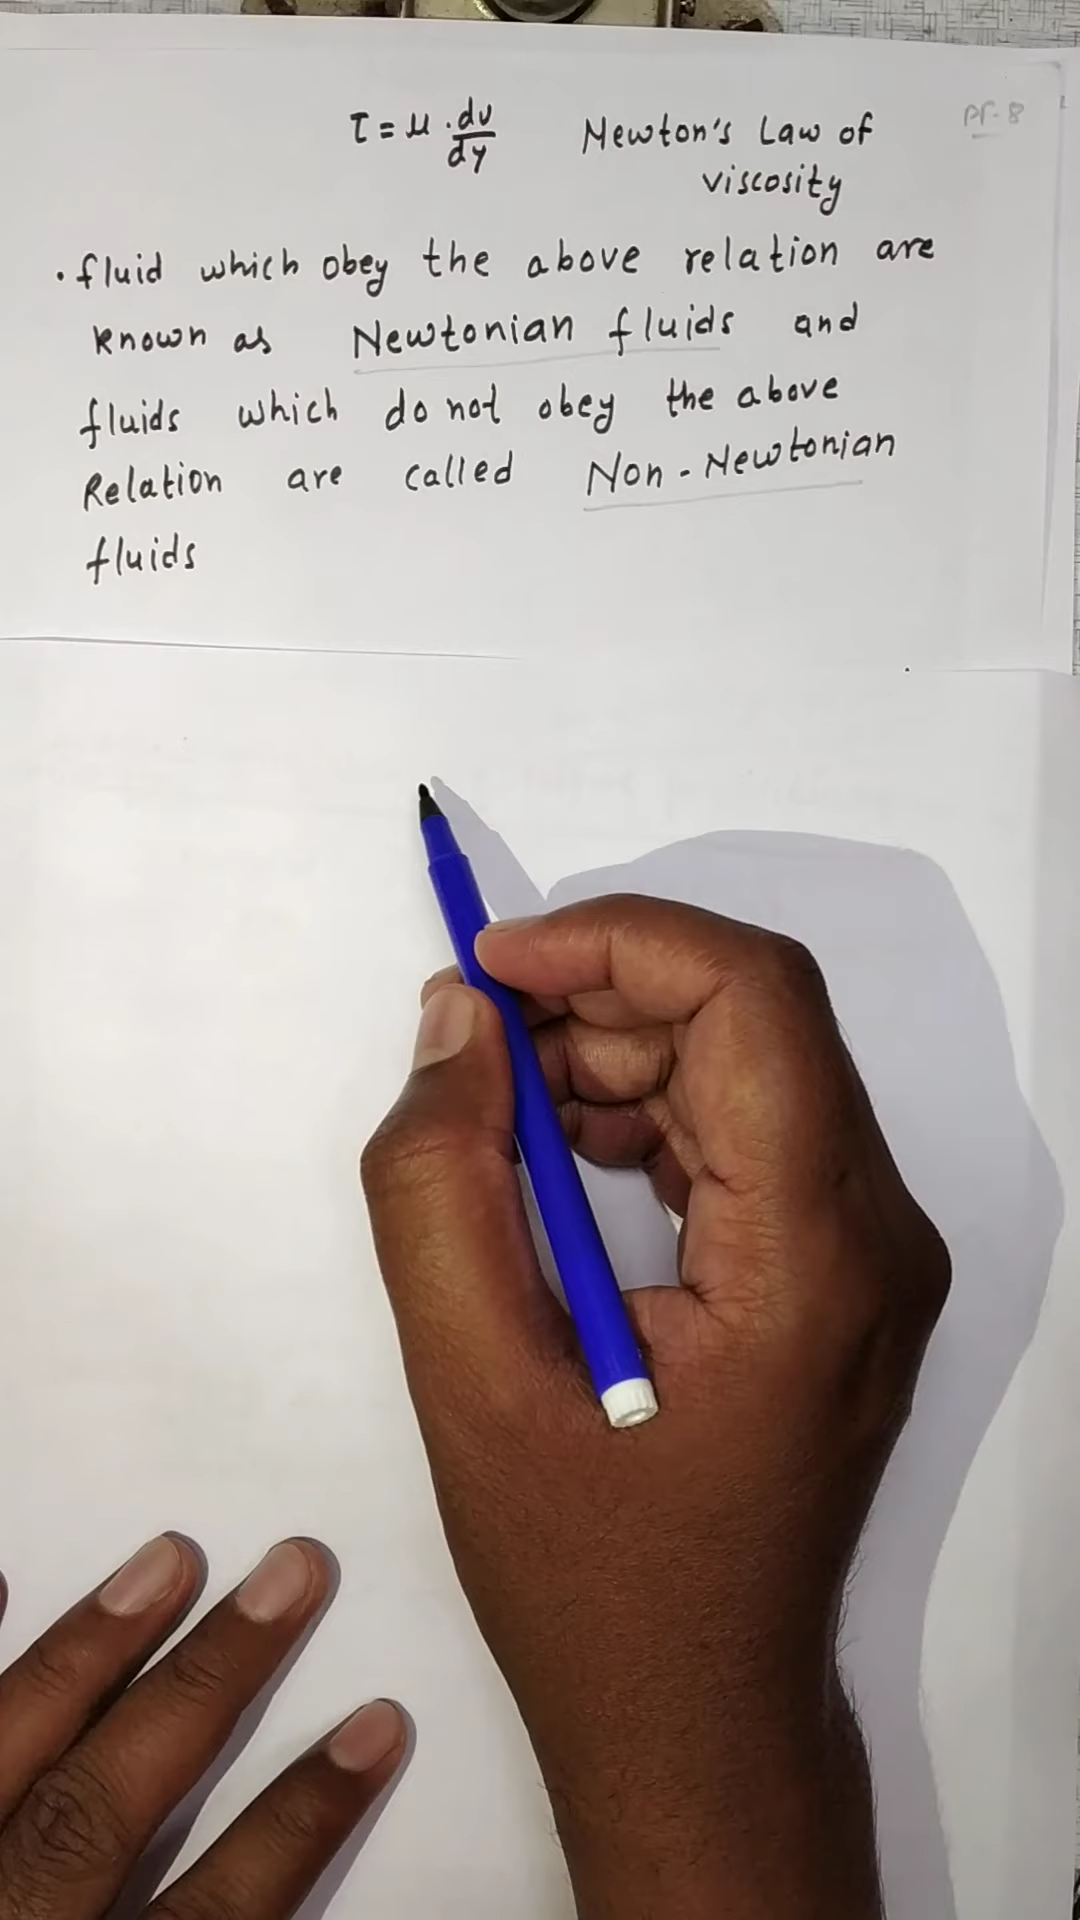 τ = μ . du/dy Newton's Law of viscosity
pr-8
. fluid which obey the above relation are
known as Newtonian fluids and
fluids which do not obey the above
Relation are called Non-Newtonian
fluids